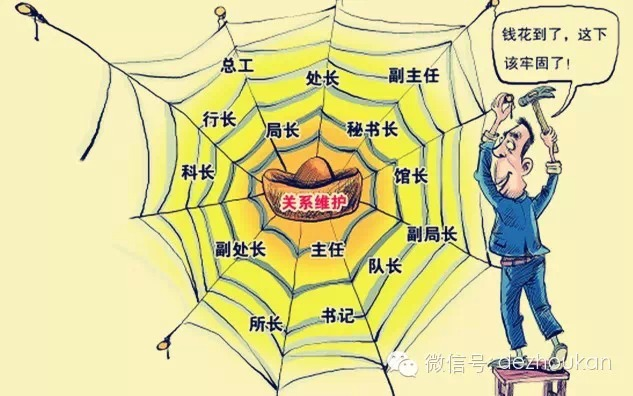 钱花到了，这下
该牢固了！
总工
处长
副主任
行长
局长
秘书长
科长
关系维护
馆长
副处长
主任
副局长
队长
所长
书记
微信号: dezhoukan